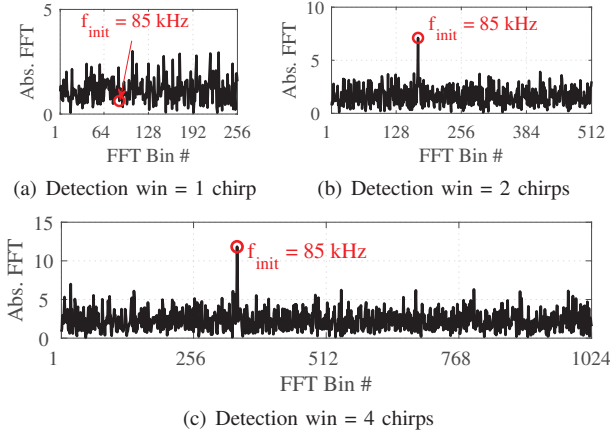 f_init = 85 kHz
Abs. FFT
5
0
1 64 128 192 256
FFT Bin #
(a) Detection win = 1 chirp
f_init = 85 kHz
Abs. FFT
10
5
0
1 128 256 384 512
FFT Bin #
(b) Detection win = 2 chirps
f_init = 85 kHz
Abs. FFT
15
10
5
0
1 256 512 768 1024
FFT Bin #
(c) Detection win = 4 chirps